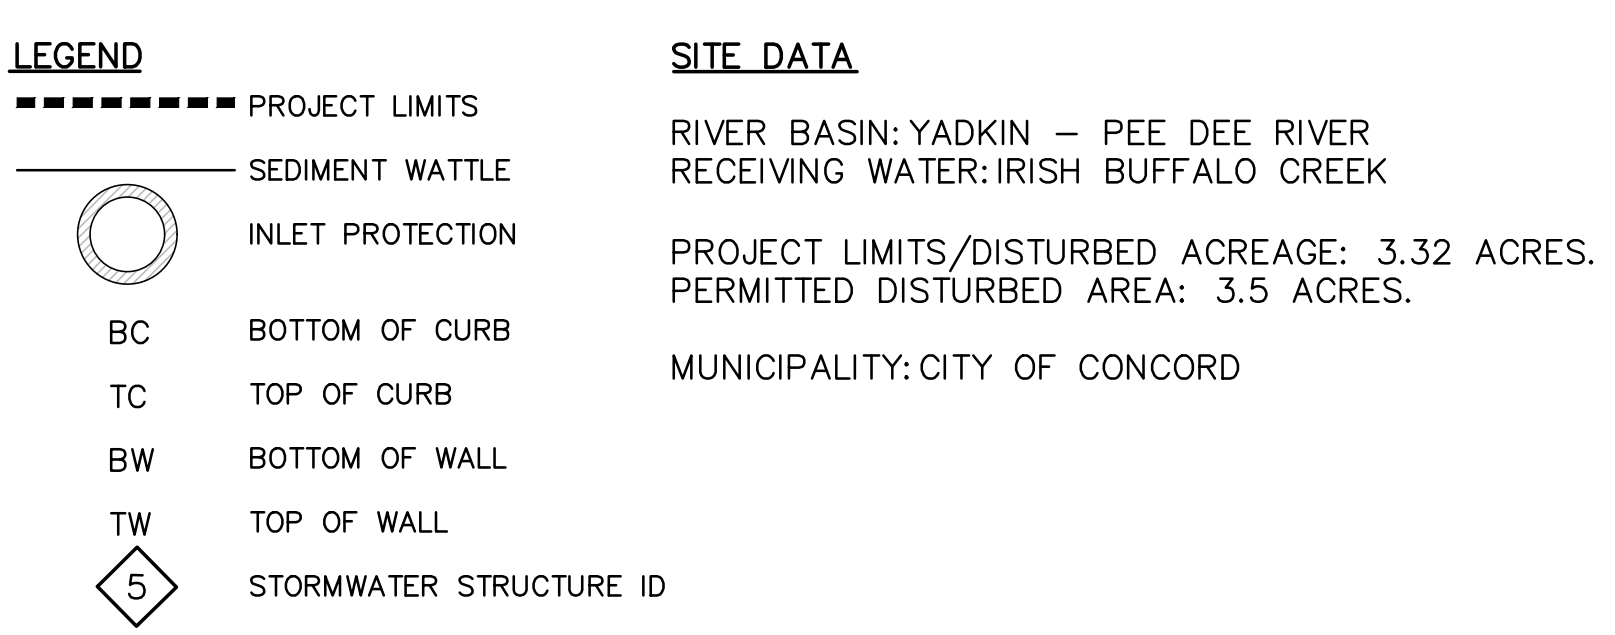 LEGEND
PROJECT LIMITS
SEDIMENT WATTLE
INLET PROTECTION
BC BOTTOM OF CURB
TC TOP OF CURB
BW BOTTOM OF WALL
TW TOP OF WALL
5 STORMWATER STRUCTURE ID
SITE DATA
RIVER BASIN: YADKIN – PEE DEE RIVER
RECEIVING WATER: IRISH BUFFALO CREEK
PROJECT LIMITS/DISTURBED ACREAGE: 3.32 ACRES.
PERMITTED DISTURBED AREA: 3.5 ACRES.
MUNICIPALITY: CITY OF CONCORD